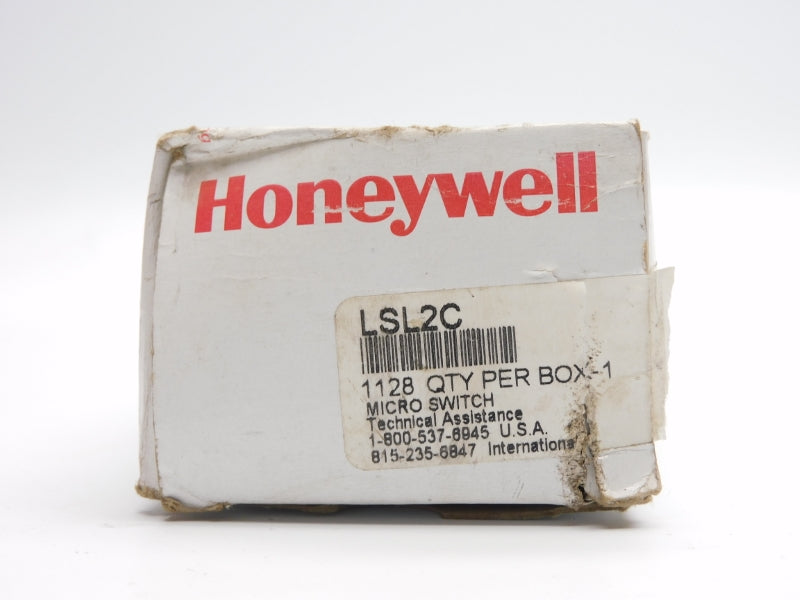 Honeywell
LSL2C
1128 QTY PER BOX-1
MICRO SWITCH
Technical Assistance
1-800-537-6945 U.S.A.
815-235-6847 International